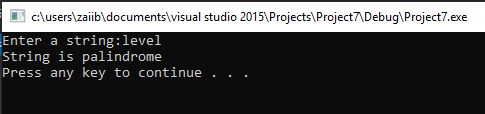 c:\users\zaiib\documents\visual studio 2015\Projects\Project7\Debug\Project7.exe
Enter a string:level
String is palindrome
Press any key to continue . . .